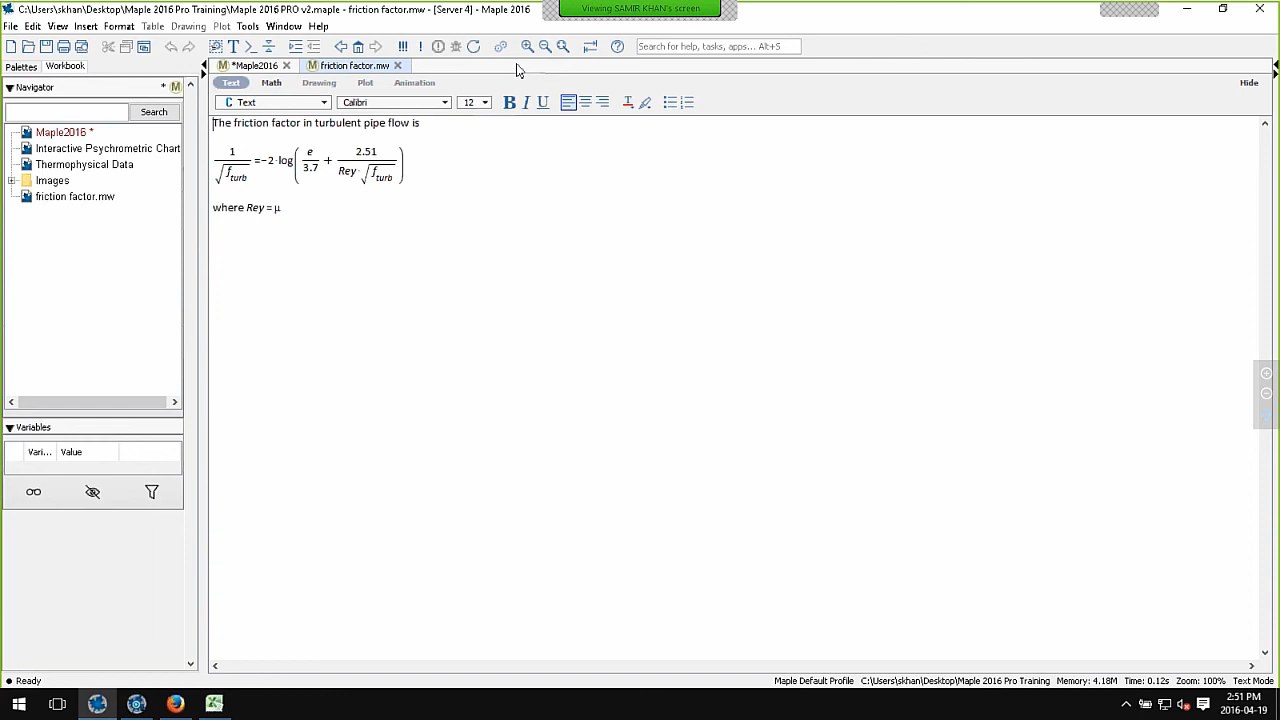 C:\Users\skhan\Desktop\Maple 2016 Pro Training\Maple 2016 PRO v2.maple - friction factor.mw - [Server 4] - Maple 2016
Viewing SAMIR KHAN's screen
File Edit View Insert Format Table Drawing Plot Tools Window Help
Search for help, tasks, apps... Alt+S
Palettes Workbook
*Maple2016
friction factor.mw
Text Math Drawing Plot Animation Hide
Navigator * M
C Text Calibri 12 B I U
Search
Maple2016 *
Interactive Psychrometric Chart
Thermophysical Data
Images
friction factor.mw
The friction factor in turbulent pipe flow is
1/√f_turb = -2·log(e/3.7 + 2.51/(Rey·√f_turb))
where Rey = μ
Variables
Vari... Value
Ready
Maple Default Profile C:\Users\skhan\Desktop\Maple 2016 Pro Training Memory: 4.18M Time: 0.12s Zoom: 100% Text Mode
2:51 PM
2016-04-19